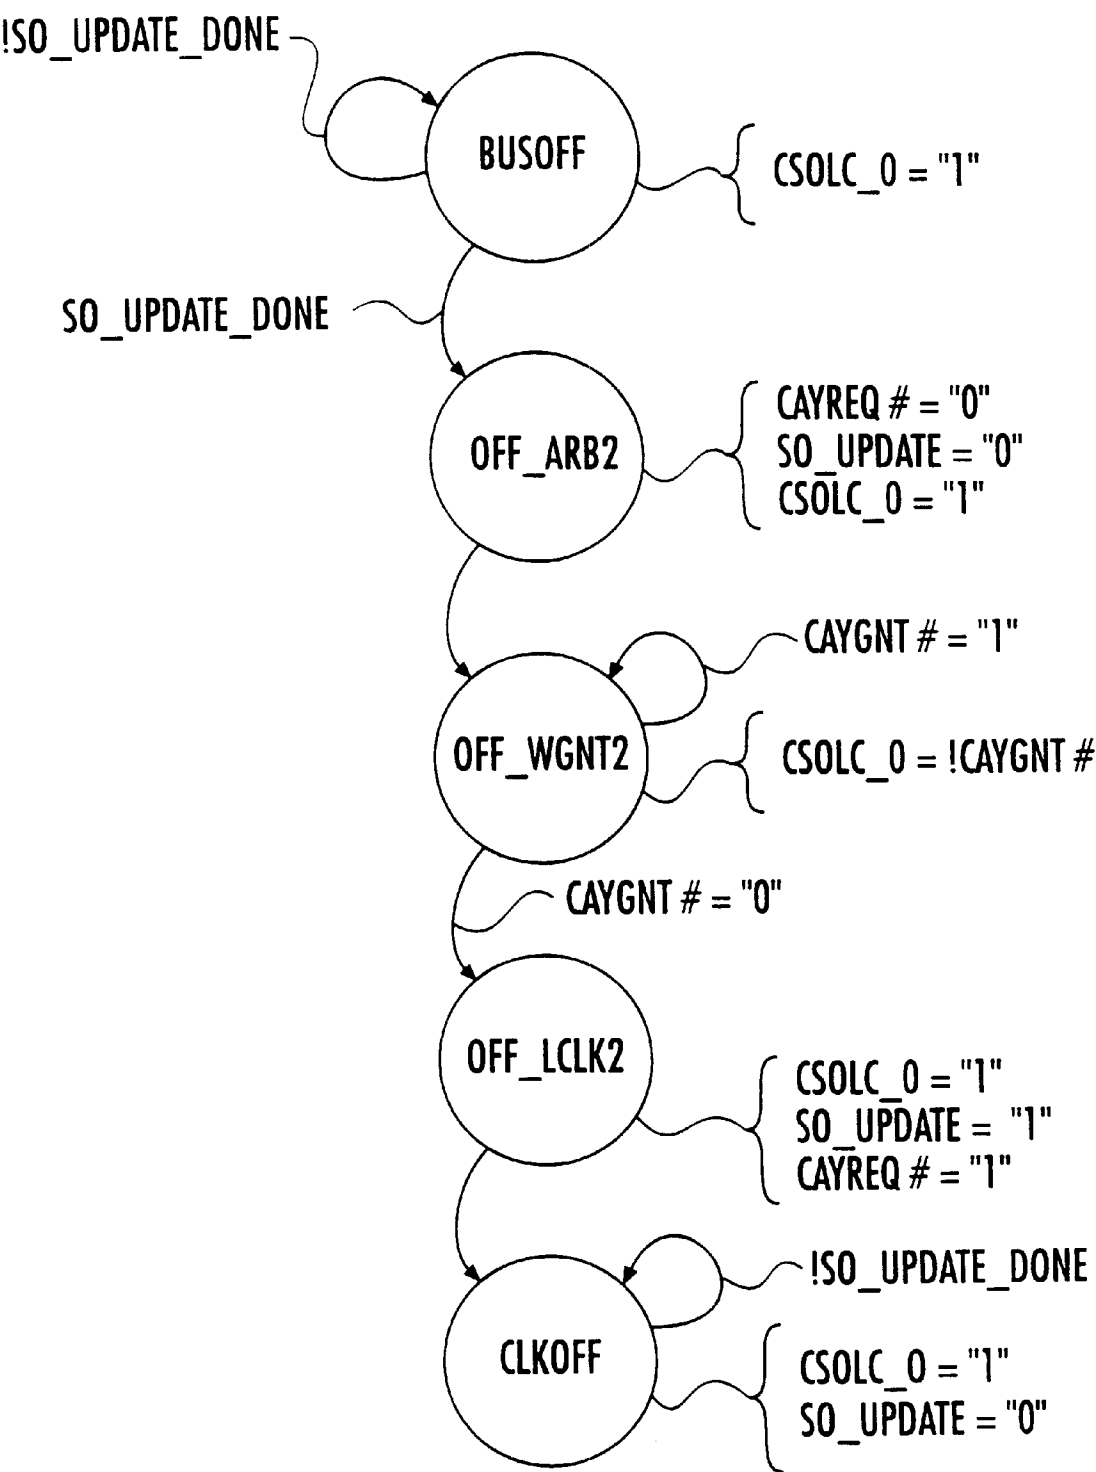 !SO_UPDATE_DONE
BUSOFF
CSOLC_0 = "1"
SO_UPDATE_DONE
OFF_ARB2
CAYREQ # = "0"
SO_UPDATE = "0"
CSOLC_0 = "1"
CAYGNT # = "1"
OFF_WGNT2
CSOLC_0 = !CAYGNT #
CAYGNT # = "0"
OFF_LCLK2
CSOLC_0 = "1"
SO_UPDATE = "1"
CAYREQ # = "1"
!SO_UPDATE_DONE
CLKOFF
CSOLC_0 = "1"
SO_UPDATE = "0"